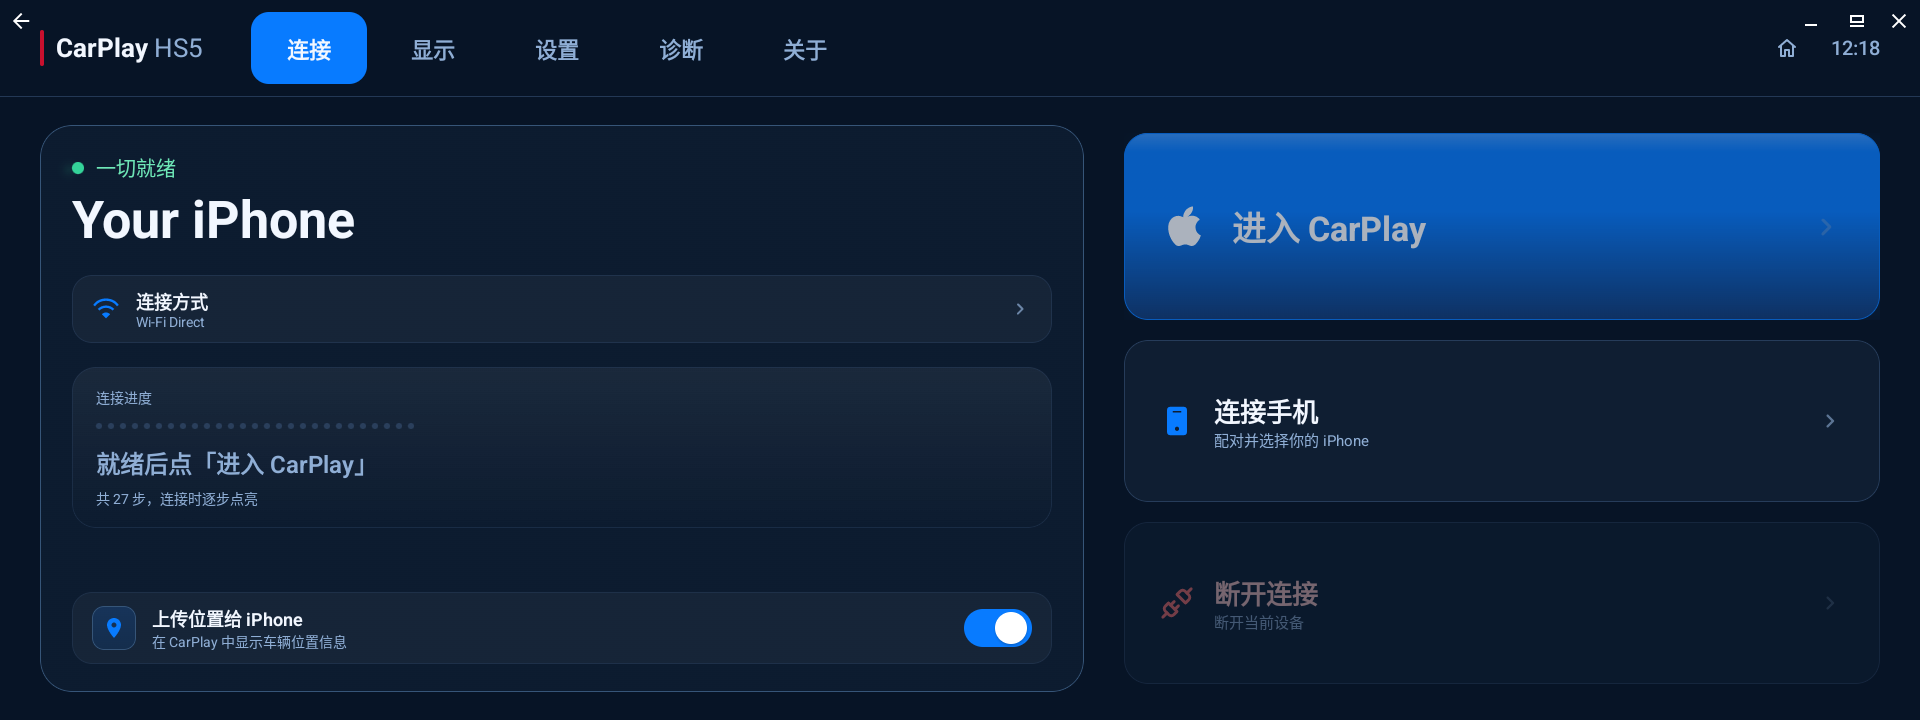 CarPlay HS5
连接
显示
设置
诊断
关于
12:18
一切就绪
Your iPhone
连接方式
Wi-Fi Direct
连接进度
就绪后点「进入 CarPlay」
共 27 步，连接时逐步点亮
上传位置给 iPhone
在 CarPlay 中显示车辆位置信息
进入 CarPlay
连接手机
配对并选择你的 iPhone
断开连接
断开当前设备